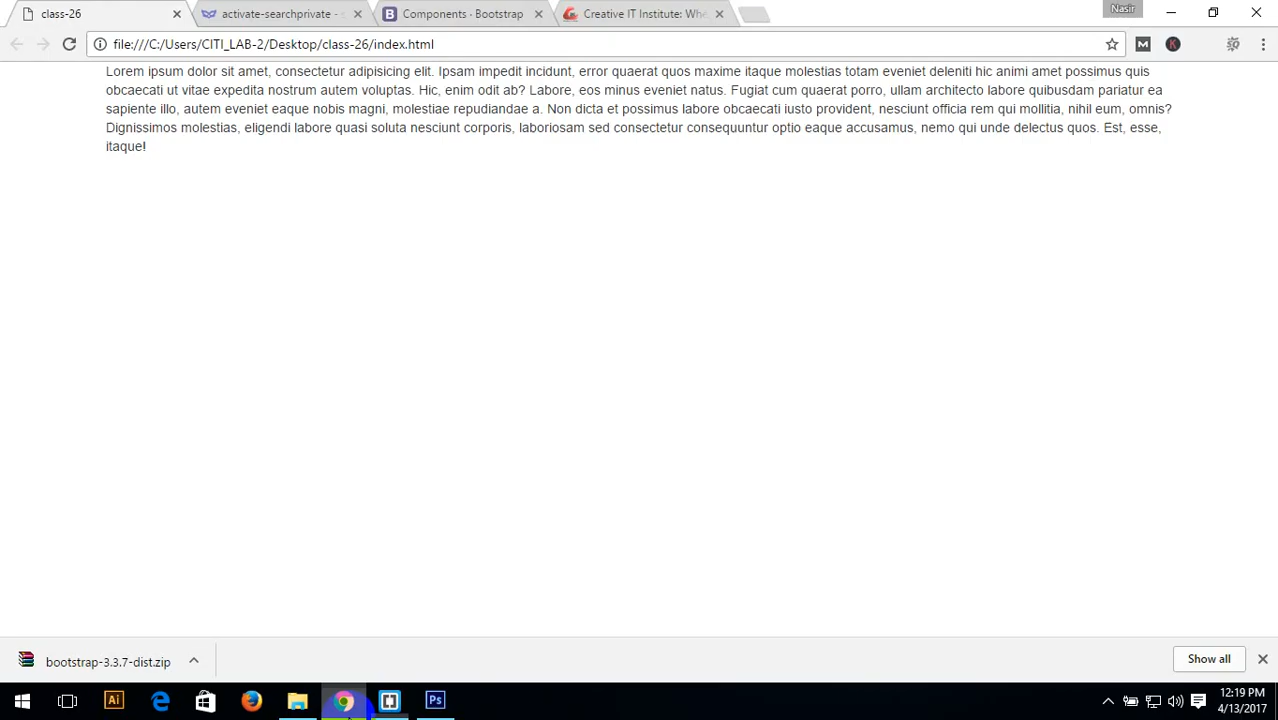 class-26
activate-searchprivate -
Components · Bootstrap
Creative IT Institute: Whe
Nasir
file:///C:/Users/CITI_LAB-2/Desktop/class-26/index.html
M
K
Lorem ipsum dolor sit amet, consectetur adipisicing elit. Ipsam impedit incidunt, error quaerat quos maxime itaque molestias totam eveniet deleniti hic animi amet possimus quis
obcaecati ut vitae expedita nostrum autem voluptas. Hic, enim odit ab? Labore, eos minus eveniet natus. Fugiat cum quaerat porro, ullam architecto labore quibusdam pariatur ea
sapiente illo, autem eveniet eaque nobis magni, molestiae repudiandae a. Non dicta et possimus labore obcaecati iusto provident, nesciunt officia rem qui mollitia, nihil eum, omnis?
Dignissimos molestias, eligendi labore quasi soluta nesciunt corporis, laboriosam sed consectetur consequuntur optio eaque accusamus, nemo qui unde delectus quos. Est, esse,
itaque!
bootstrap-3.3.7-dist.zip
Show all
Ai
Ps
12:19 PM
4/13/2017